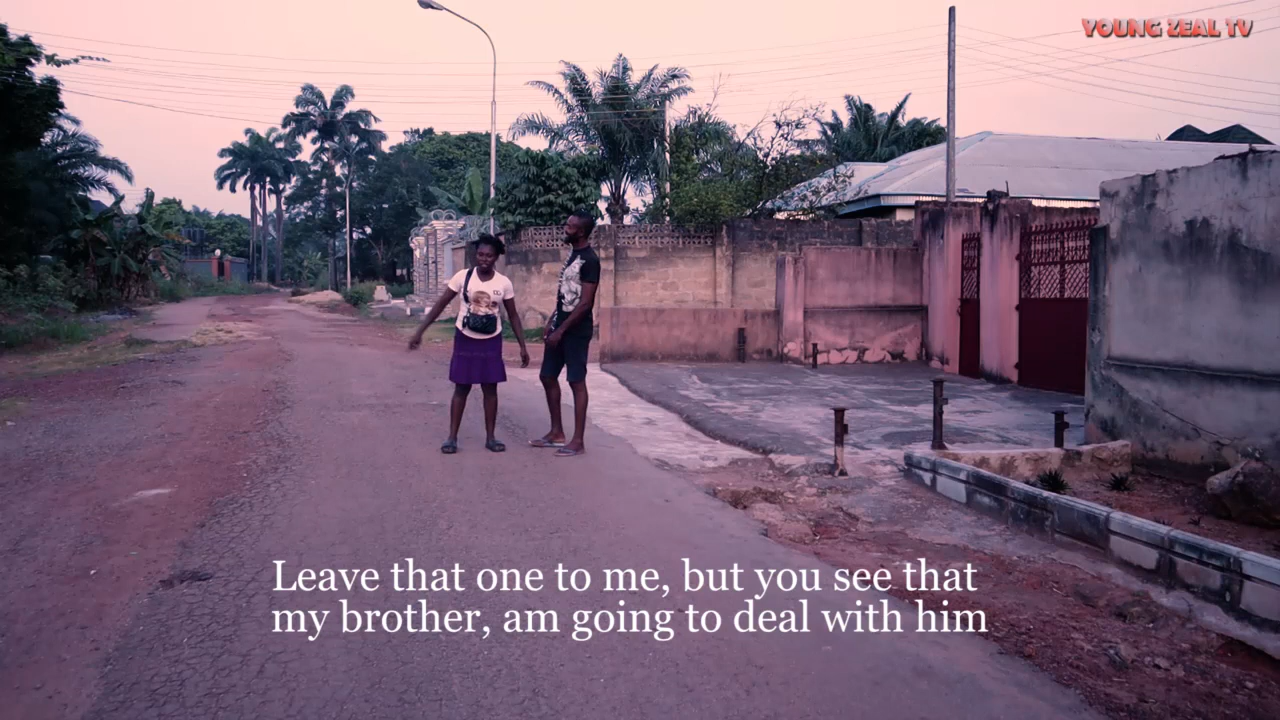 YOUNG ZEAL TV
Leave that one to me, but you see that
my brother, am going to deal with him